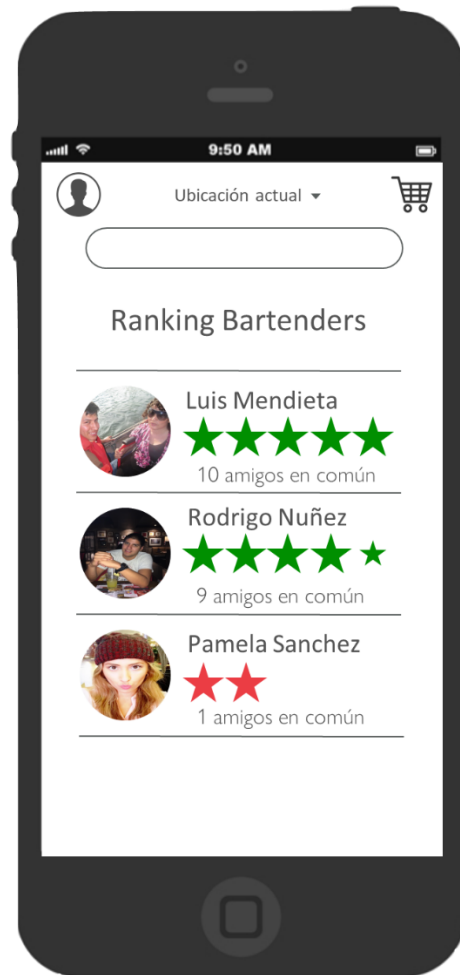 9:50 AM
Ubicación actual
Ranking Bartenders
Luis Mendieta
10 amigos en común
Rodrigo Nuñez
9 amigos en común
Pamela Sanchez
1 amigos en común